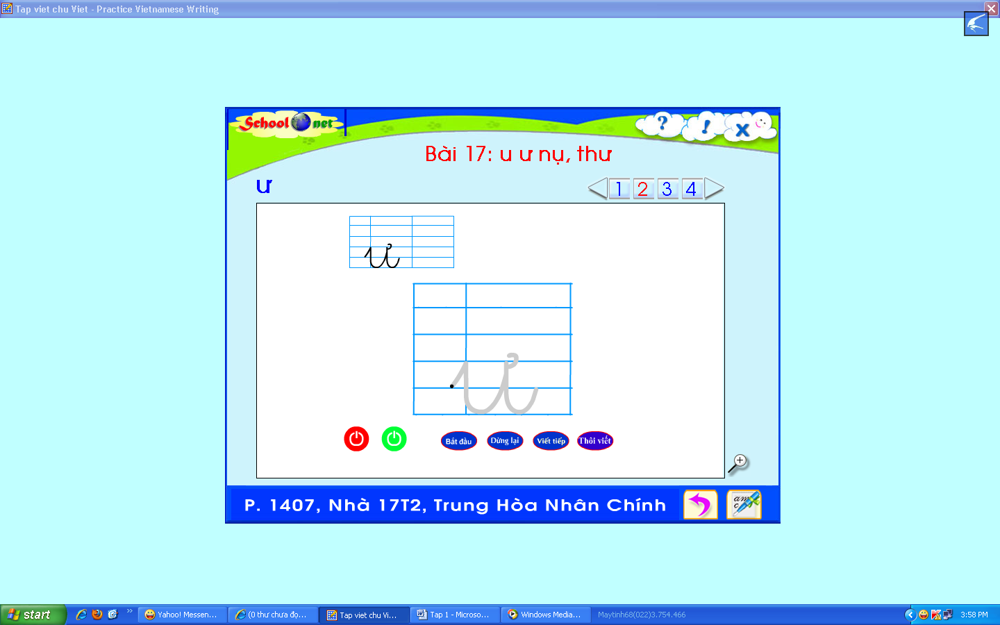 Tap viet chu Viet - Practice Vietnamese Writing
School net
? ! x
Bài 17: u ư nụ, thư
ư
1 2 3 4
ư
ư
Bắt đầu Dừng lại Viết tiếp Thôi viết
P. 1407, Nhà 17T2, Trung Hòa Nhân Chính
am c
start » Yahoo! Messen... (0 thư chưa đọ... Tap viet chu Vi... Tap 1 - Microso... Windows Media... Maytinh68(022)3.754.466 3:58 PM